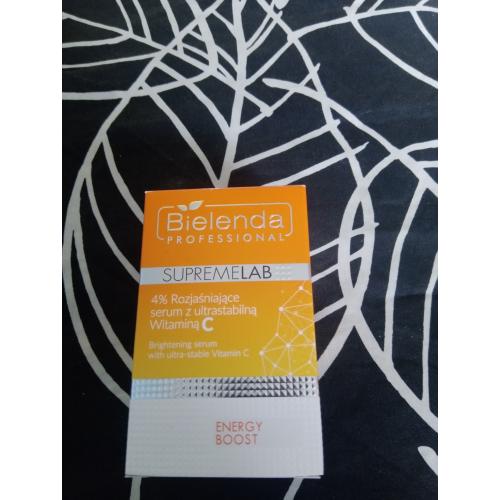 Bielenda
PROFESSIONAL
SUPREMELAB
4% Rozjaśniające
serum z ultrastabilną
Witaminą C
Brightening serum
with ultra-stable Vitamin C
ENERGY
BOOST